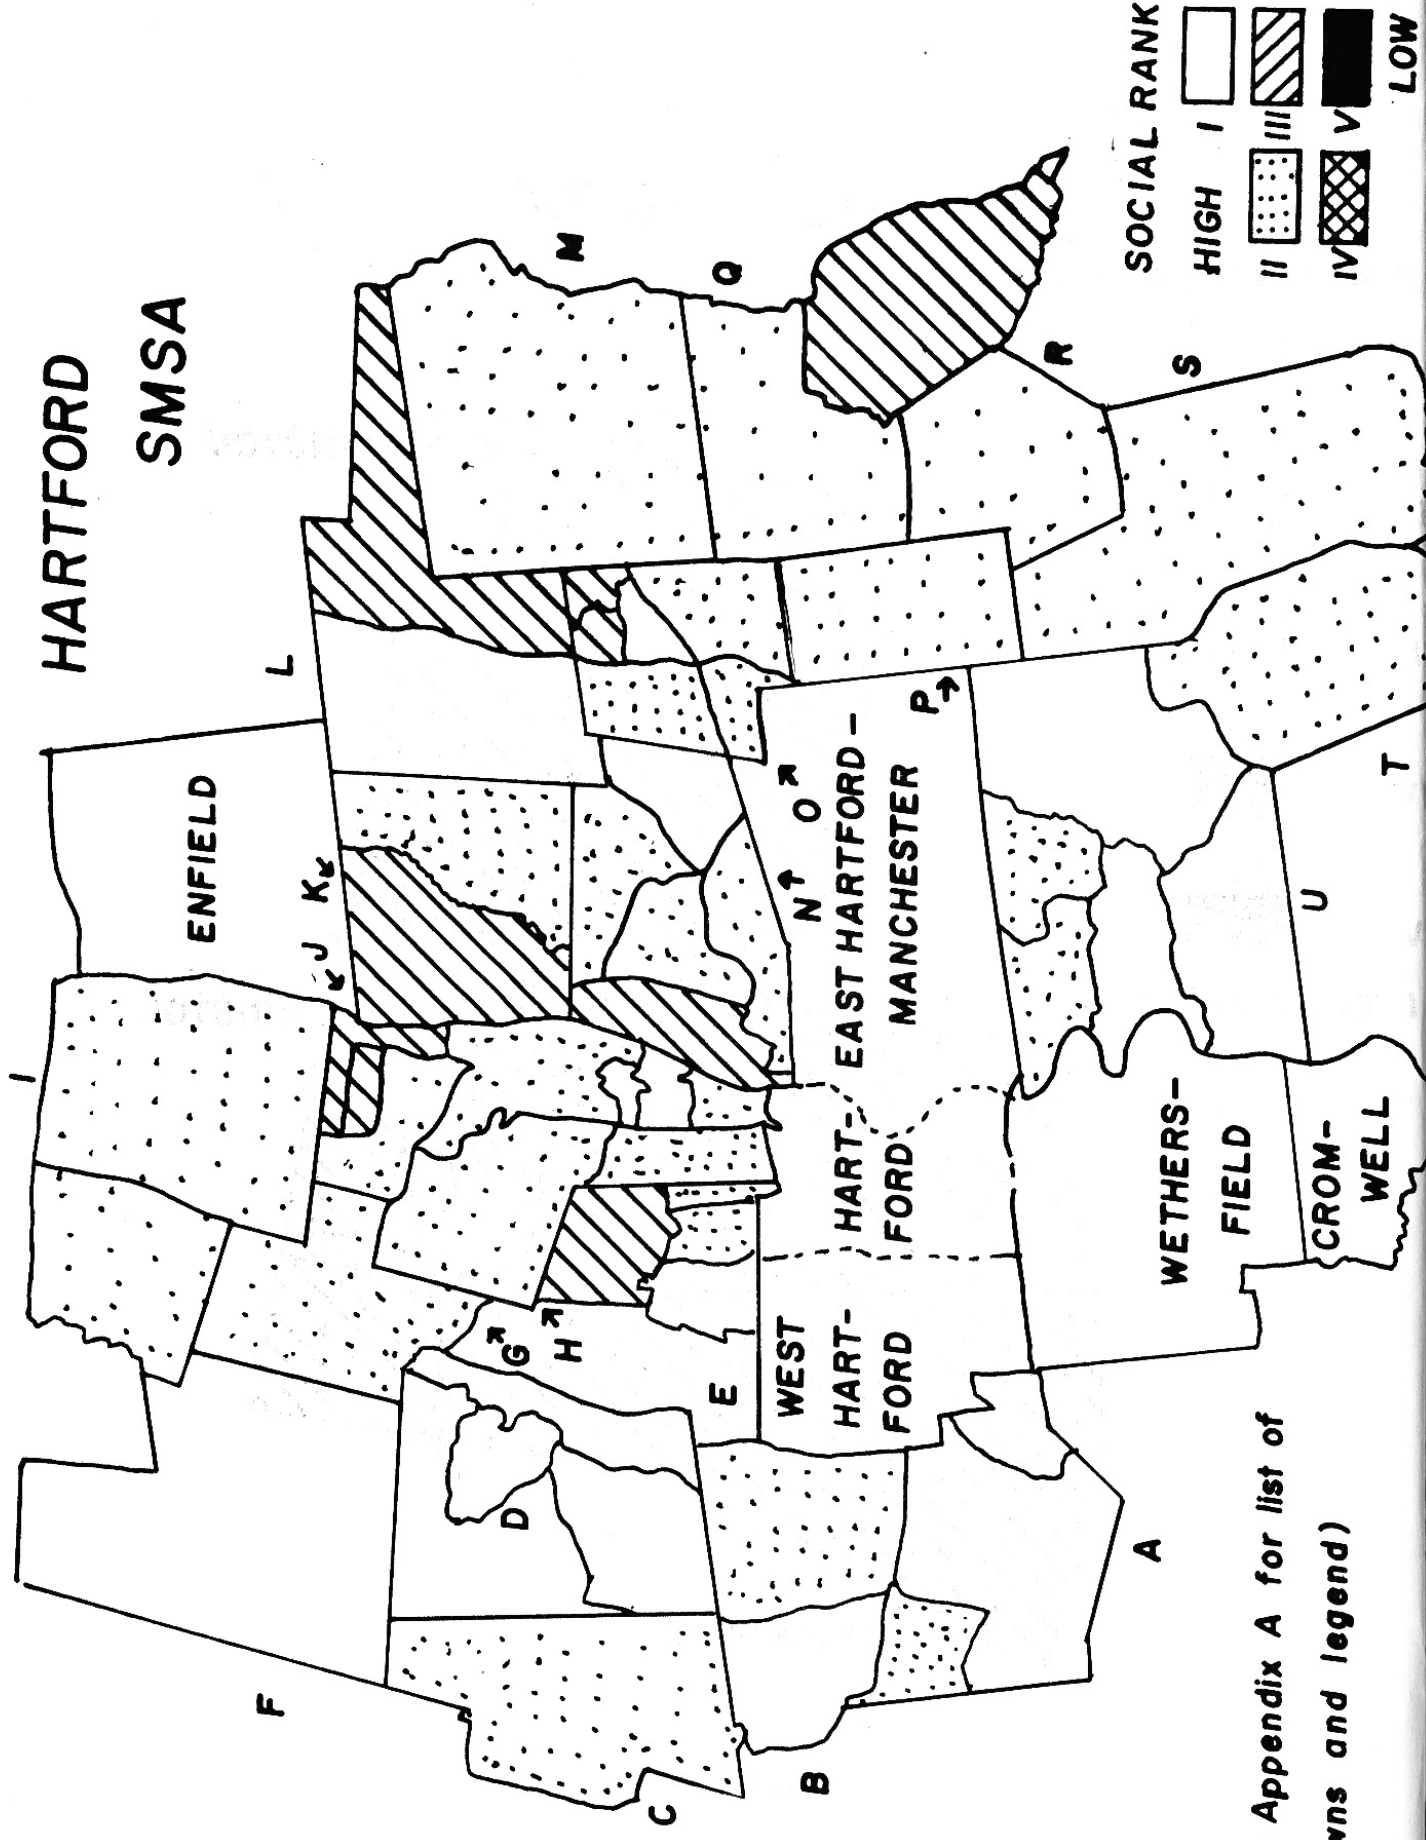 HARTFORD
SMSA
I
ENFIELD
L
J
K
F
M
G
H
D
Q
E
C
N
O
P
WEST
HART-
FORD
HART-
FORD
EAST HARTFORD-
MANCHESTER
B
R
A
WETHERS-
FIELD
S
U
CROM-
WELL
T
SOCIAL RANK
HIGH I
II III
IV V
LOW
Appendix A for list of
and legend)